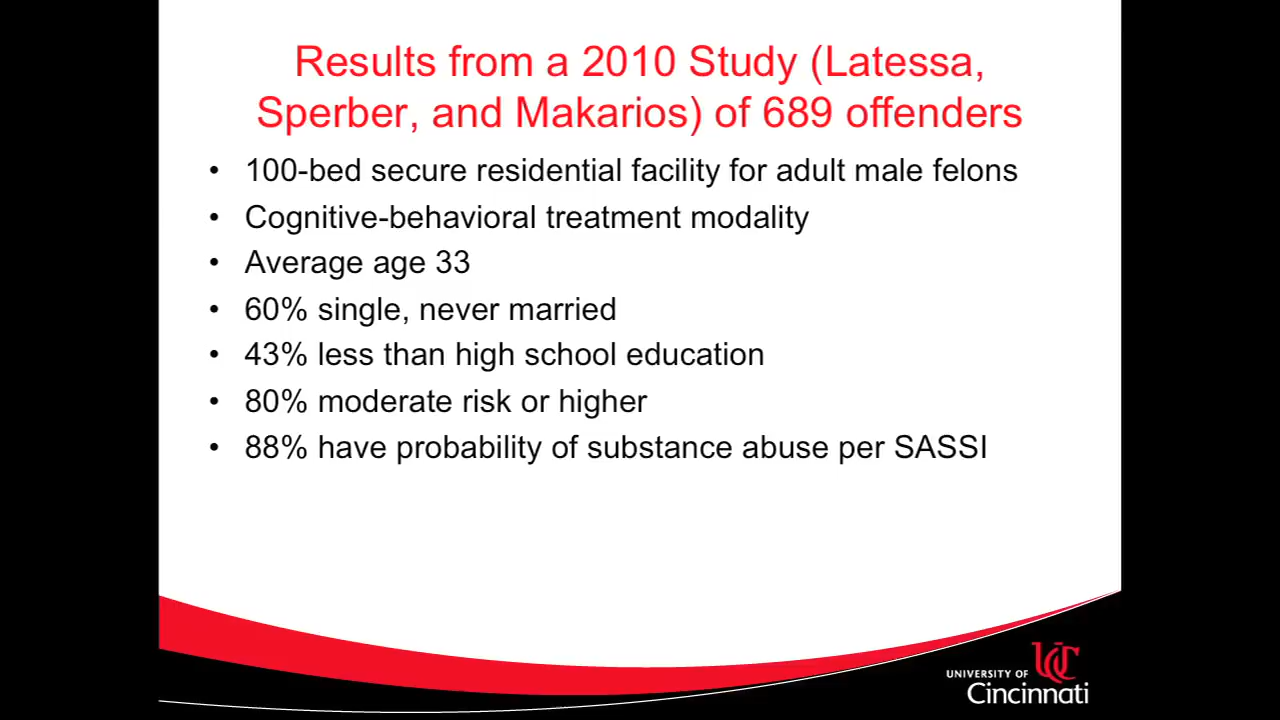 Results from a 2010 Study (Latessa,
Sperber, and Makarios) of 689 offenders
• 100-bed secure residential facility for adult male felons
• Cognitive-behavioral treatment modality
• Average age 33
• 60% single, never married
• 43% less than high school education
• 80% moderate risk or higher
• 88% have probability of substance abuse per SASSI
UC
UNIVERSITY OF
Cincinnati